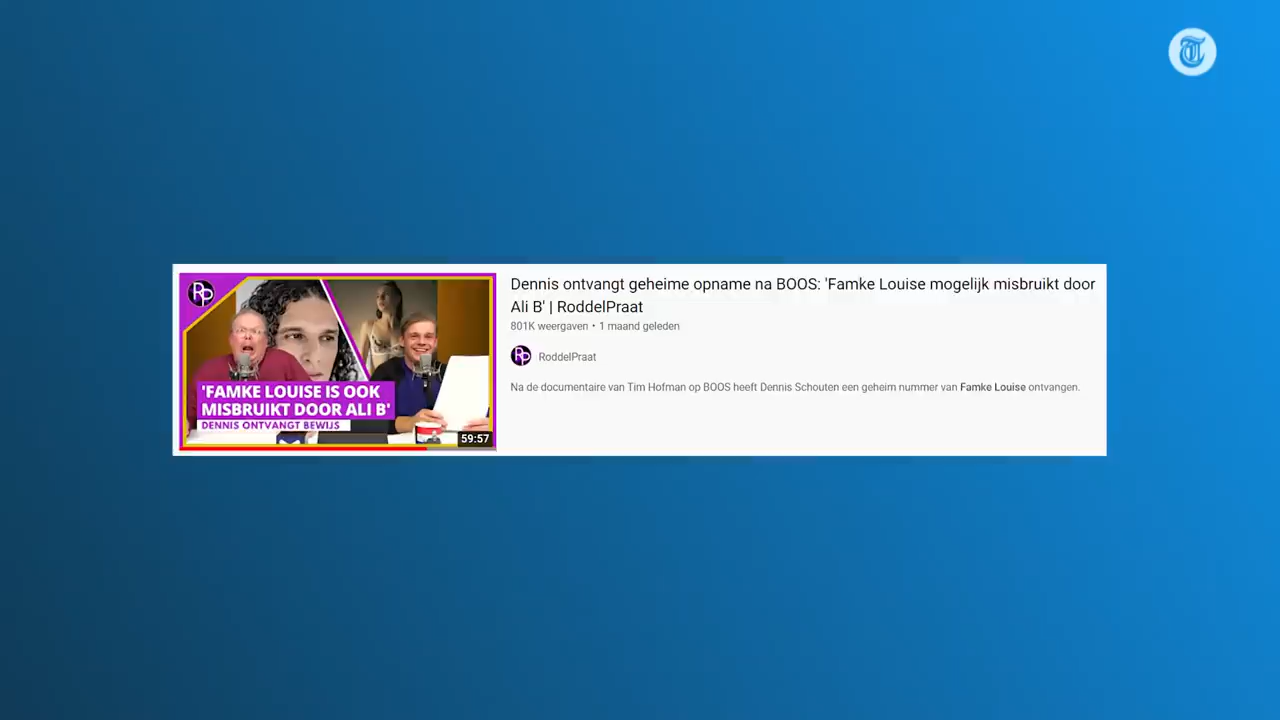 T
RP
'FAMKE LOUISE IS OOK
MISBRUIKT DOOR ALI B'
DENNIS ONTVANGT BEWIJS
59:57
Dennis ontvangt geheime opname na BOOS: 'Famke Louise mogelijk misbruikt door
Ali B' | RoddelPraat
801K weergaven • 1 maand geleden
RP RoddelPraat
Na de documentaire van Tim Hofman op BOOS heeft Dennis Schouten een geheim nummer van Famke Louise ontvangen.